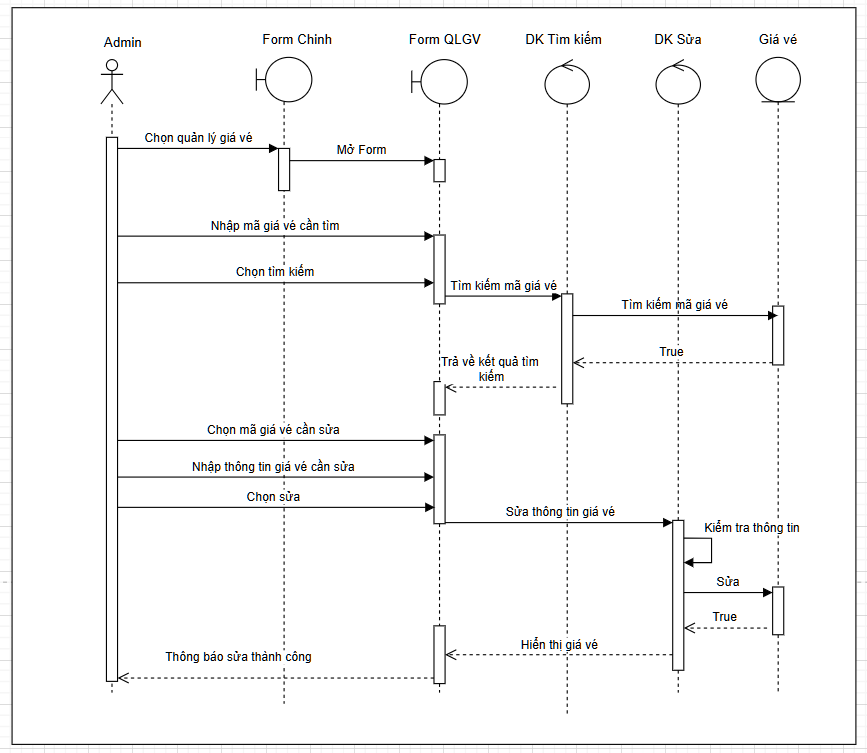 Admin
Form Chinh
Form QLGV
DK Tìm kiếm
DK Sửa
Giá vé
Chọn quản lý giá vé
Mở Form
Nhập mã giá vé cần tìm
Chọn tìm kiếm
Tìm kiếm mã giá vé
Tìm kiếm mã giá vé
True
Trả về kết quả tìm
kiếm
Chọn mã giá vé cần sửa
Nhập thông tin giá vé cần sửa
Chọn sửa
Sửa thông tin giá vé
Kiểm tra thông tin
Sửa
True
Hiển thị giá vé
Thông báo sửa thành công